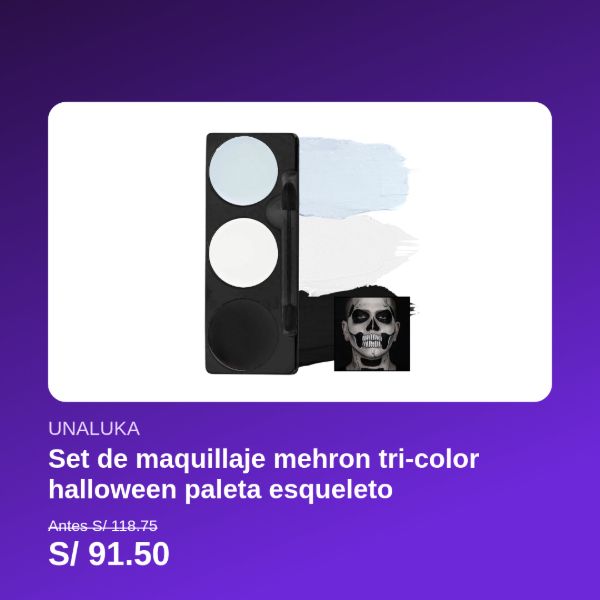 UNALUKA
Set de maquillaje mehron tri-color
halloween paleta esqueleto
Antes S/ 118.75
S/ 91.50